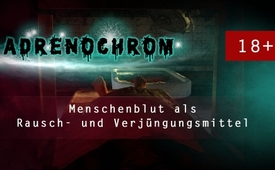 ADRENOCHROM
18+
Menschenblut als
Rausch- und Verjüngungsmittel